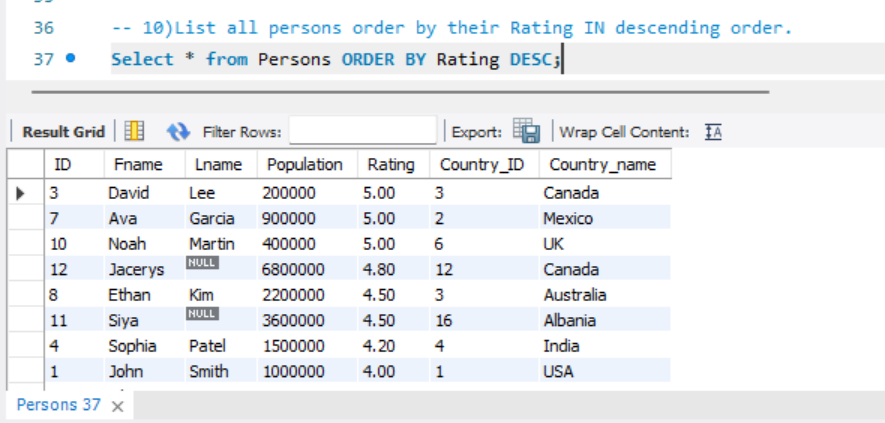 36 -- 10)List all persons order by their Rating IN descending order.
37 Select * from Persons ORDER BY Rating DESC;
Result Grid Filter Rows: Export: Wrap Cell Content: IA
ID Fname Lname Population Rating Country_ID Country_name
3 David Lee 200000 5.00 3 Canada
7 Ava Garcia 900000 5.00 2 Mexico
10 Noah Martin 400000 5.00 6 UK
12 Jacerys NULL 6800000 4.80 12 Canada
8 Ethan Kim 2200000 4.50 3 Australia
11 Siya NULL 3600000 4.50 16 Albania
4 Sophia Patel 1500000 4.20 4 India
1 John Smith 1000000 4.00 1 USA
Persons 37